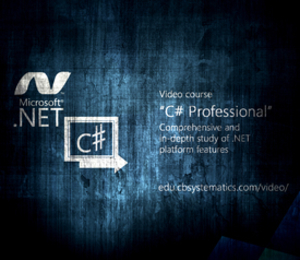 Microsoft
.NET
C#
Video course:
"C# Professional"
Comprehensive and
in-depth study of .NET
platform features
edu.cbsystematics.com/video/